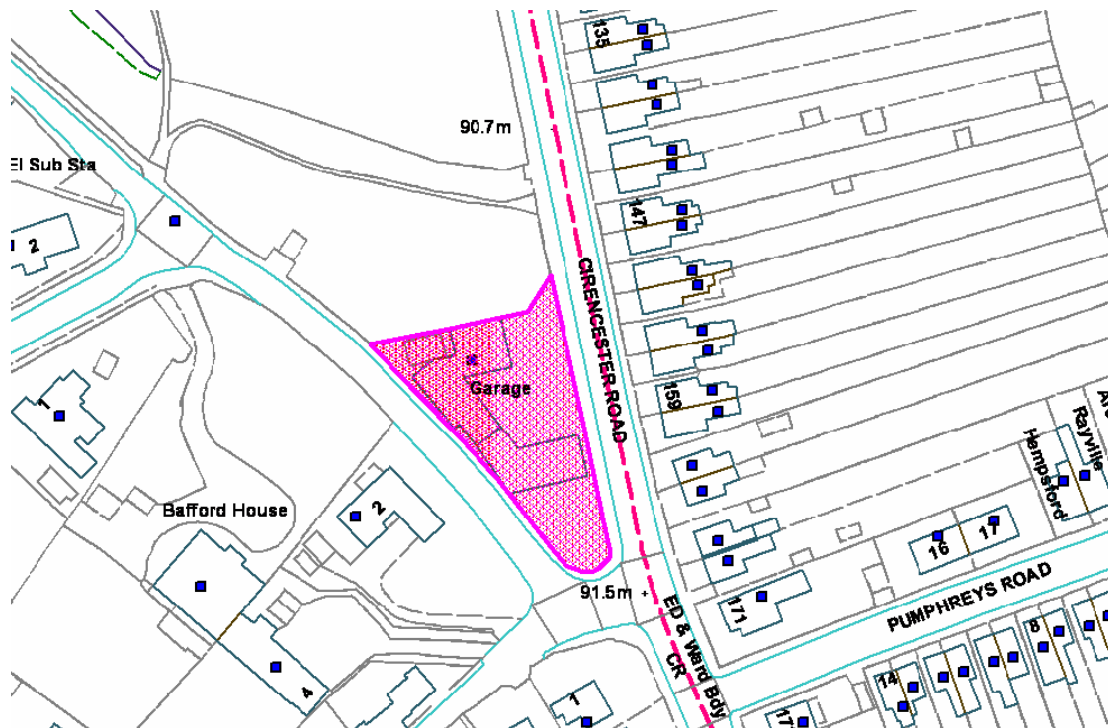 135
90.7m
El Sub Sta
147
2
CIRENCESTER ROAD
Garage
159
1
Rayville
Hempsford
Bafford House
2
16
17
91.5m
171
PUMPHREYS ROAD
ED & Ward Bdy
CR
8
4
14
1